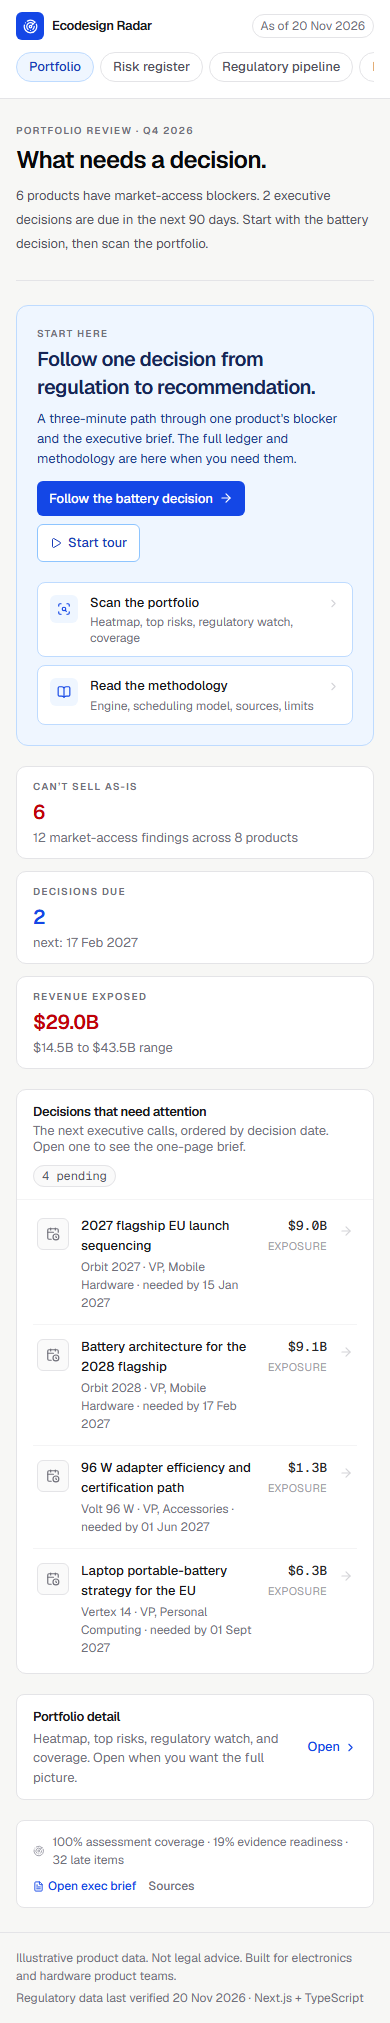 Ecodesign Radar
As of 20 Nov 2026
Portfolio
Risk register
Regulatory pipeline
PORTFOLIO REVIEW · Q4 2026
What needs a decision.
6 products have market-access blockers. 2 executive
decisions are due in the next 90 days. Start with the battery
decision, then scan the portfolio.
START HERE
Follow one decision from
regulation to recommendation.
A three-minute path through one product's blocker
and the executive brief. The full ledger and
methodology are here when you need them.
Follow the battery decision →
Start tour
Scan the portfolio
Heatmap, top risks, regulatory watch,
coverage
Read the methodology
Engine, scheduling model, sources, limits
CAN'T SELL AS-IS
6
12 market-access findings across 8 products
DECISIONS DUE
2
next: 17 Feb 2027
REVENUE EXPOSED
$29.0B
$14.5B to $43.5B range
Decisions that need attention
The next executive calls, ordered by decision date.
Open one to see the one-page brief.
4 pending
2027 flagship EU launch
sequencing
Orbit 2027 · VP, Mobile
Hardware · needed by 15 Jan
2027
$9.0B
EXPOSURE
Battery architecture for the
2028 flagship
Orbit 2028 · VP, Mobile
Hardware · needed by 17 Feb
2027
$9.1B
EXPOSURE
96 W adapter efficiency and
certification path
Volt 96 W · VP, Accessories ·
needed by 01 Jun 2027
$1.3B
EXPOSURE
Laptop portable-battery
strategy for the EU
Vertex 14 · VP, Personal
Computing · needed by 01 Sept
2027
$6.3B
EXPOSURE
Portfolio detail
Heatmap, top risks, regulatory watch, and
coverage. Open when you want the full
picture.
Open
100% assessment coverage · 19% evidence readiness ·
32 late items
Open exec brief
Sources
Illustrative product data. Not legal advice. Built for electronics
and hardware product teams.
Regulatory data last verified 20 Nov 2026 · Next.js + TypeScript